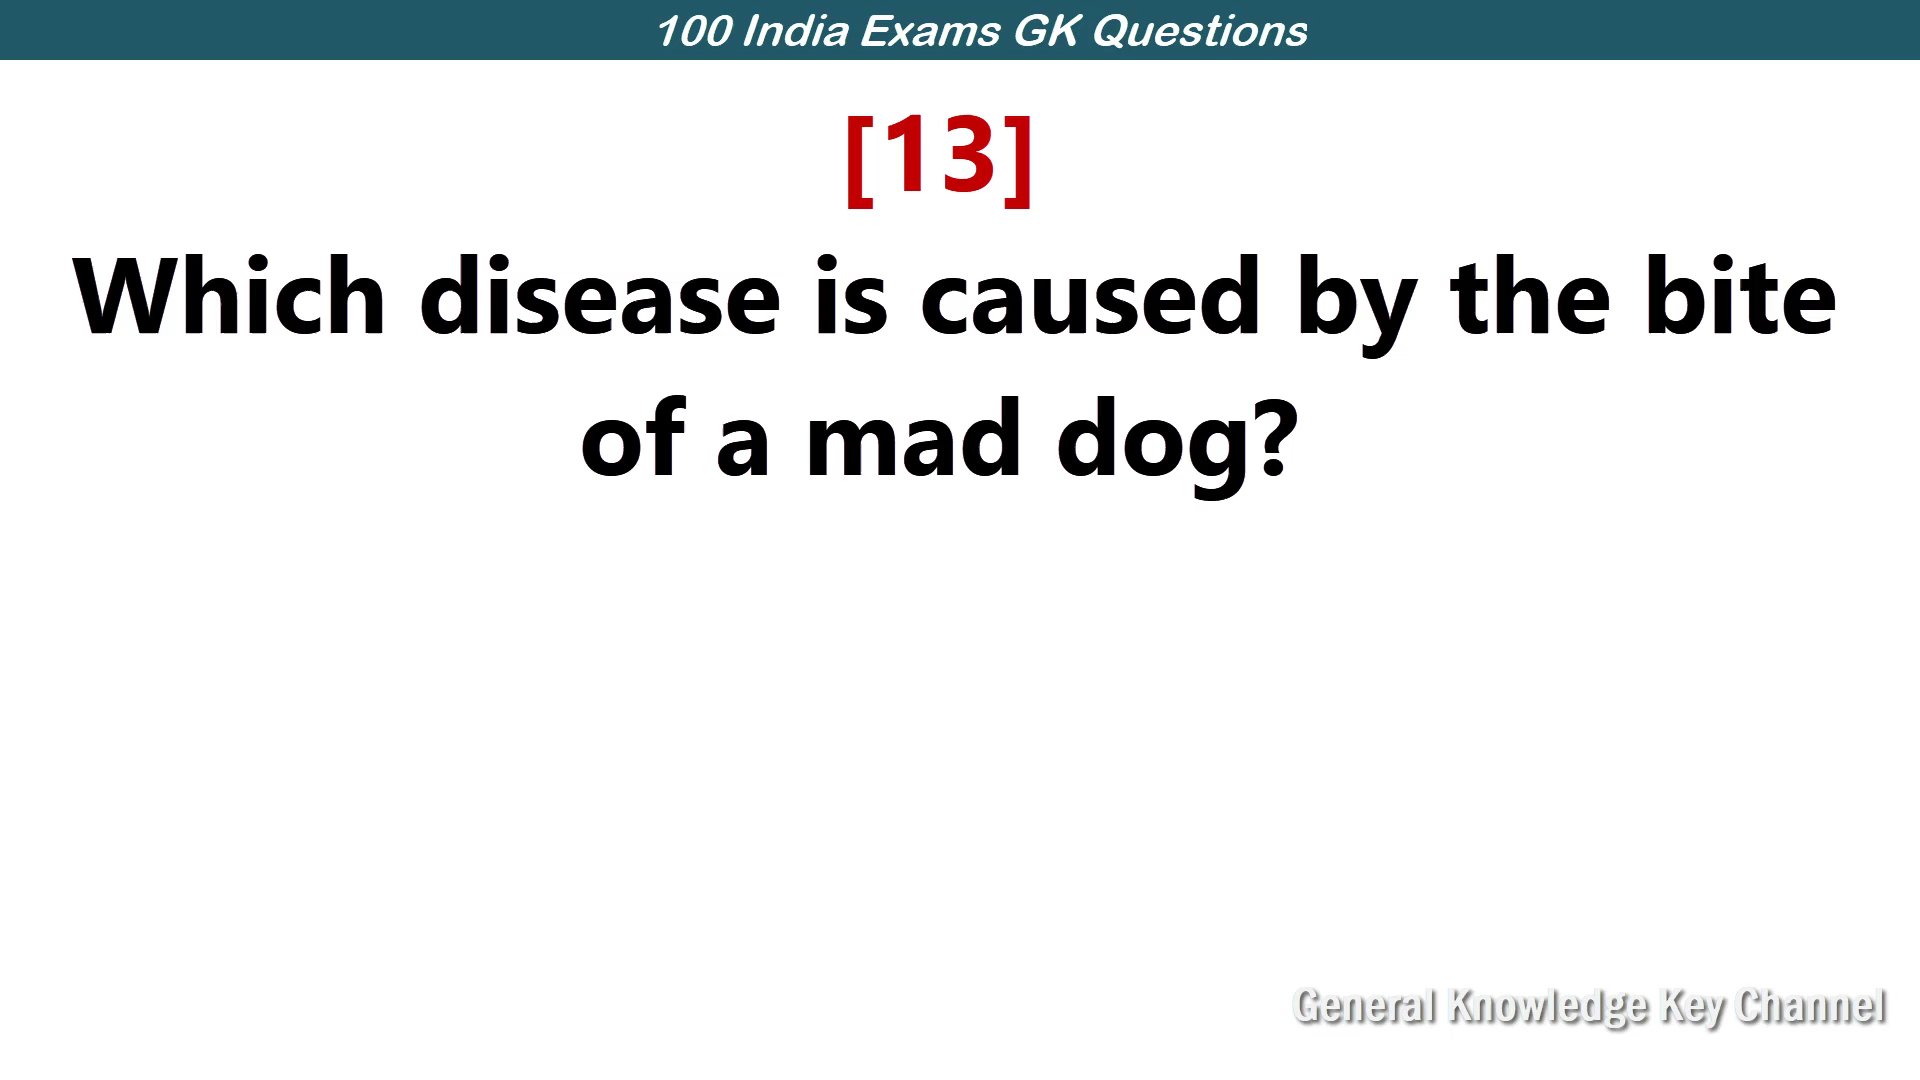 100 India Exams GK Questions
[13]
Which disease is caused by the bite
of a mad dog?
General Knowledge Key Channel